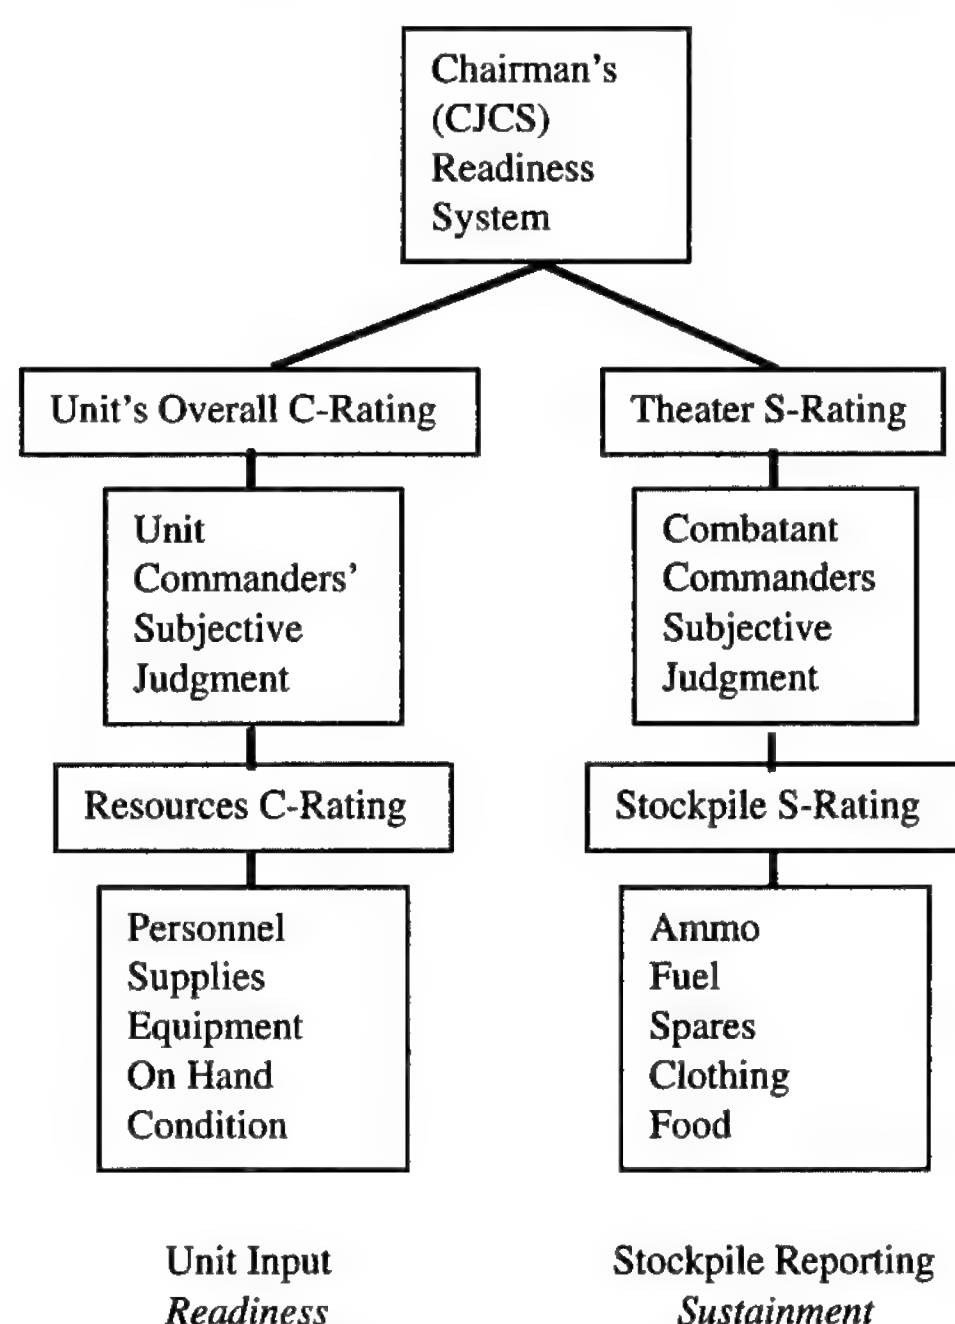 Chairman's
(CJCS)
Readiness
System
Unit's Overall C-Rating
Theater S-Rating
Unit
Commanders'
Subjective
Judgment
Combatant
Commanders
Subjective
Judgment
Resources C-Rating
Stockpile S-Rating
Personnel
Supplies
Equipment
On Hand
Condition
Ammo
Fuel
Spares
Clothing
Food
Unit Input
Readiness
Stockpile Reporting
Sustainment